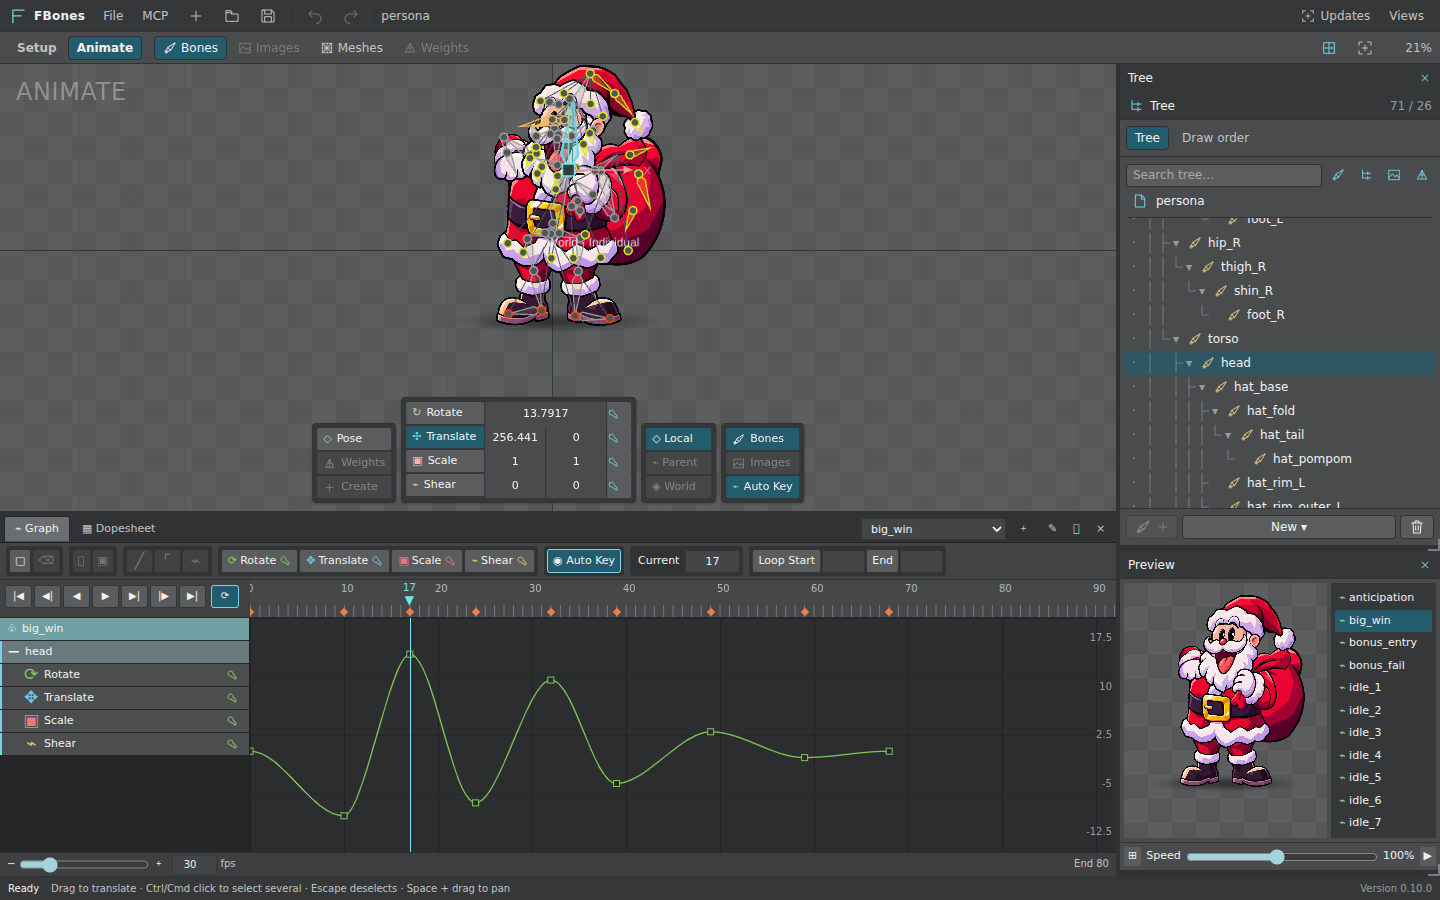 FBones File MCP persona Updates Views
Setup Animate Bones Images Meshes Weights 21%
ANIMATE
World · Individual
X
Rotate 13.7917
Translate 256.441 0
Scale 1 1
Shear 0 0
Pose
Weights
Create
Local
Parent
World
Bones
Images
Auto Key
Tree
Tree 71 / 26
Tree Draw order
Search tree...
persona
foot_L
hip_R
thigh_R
shin_R
foot_R
torso
head
hat_base
hat_fold
hat_tail
hat_pompom
hat_rim_L
hat_rim_outer_L
New
Graph Dopesheet big_win
Rotate Translate Scale Shear Auto Key Current 17 Loop Start End
0 10 17 20 30 40 50 60 70 80 90
big_win
head
Rotate
Translate
Scale
Shear
17.5
10
2.5
-5
-12.5
30 fps End 80
Preview
anticipation
big_win
bonus_entry
bonus_fail
idle_1
idle_2
idle_3
idle_4
idle_5
idle_6
idle_7
Speed 100%
Ready Drag to translate · Ctrl/Cmd click to select several · Escape deselects · Space + drag to pan Version 0.10.0